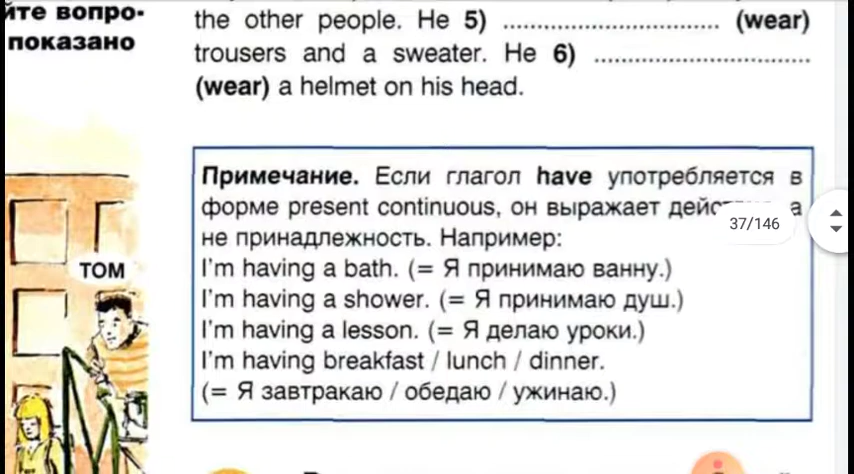 йте вопро-
показано
the other people. He 5) ........................................ (wear)
trousers and a sweater. He 6) ........................................
(wear) a helmet on his head.
Примечание. Если глагол have употребляется в
форме present continuous, он выражает а
не принадлежность. Например:
I'm having a bath. (= Я принимаю ванну.)
I'm having a shower. (= Я принимаю душ.)
I'm having a lesson. (= Я делаю уроки.)
I'm having breakfast / lunch / dinner.
(= Я завтракаю / обедаю / ужинаю.)
37/146
ТОМ